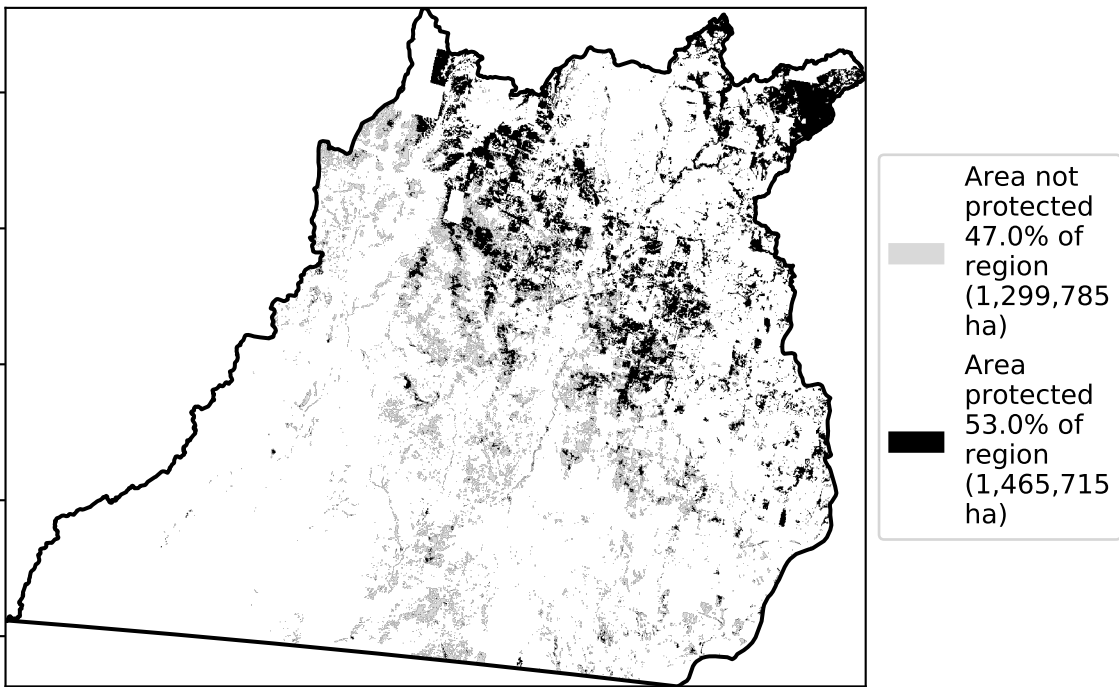 Area not
protected
47.0% of
region
(1,299,785
ha)
Area
protected
53.0% of
region
(1,465,715
ha)